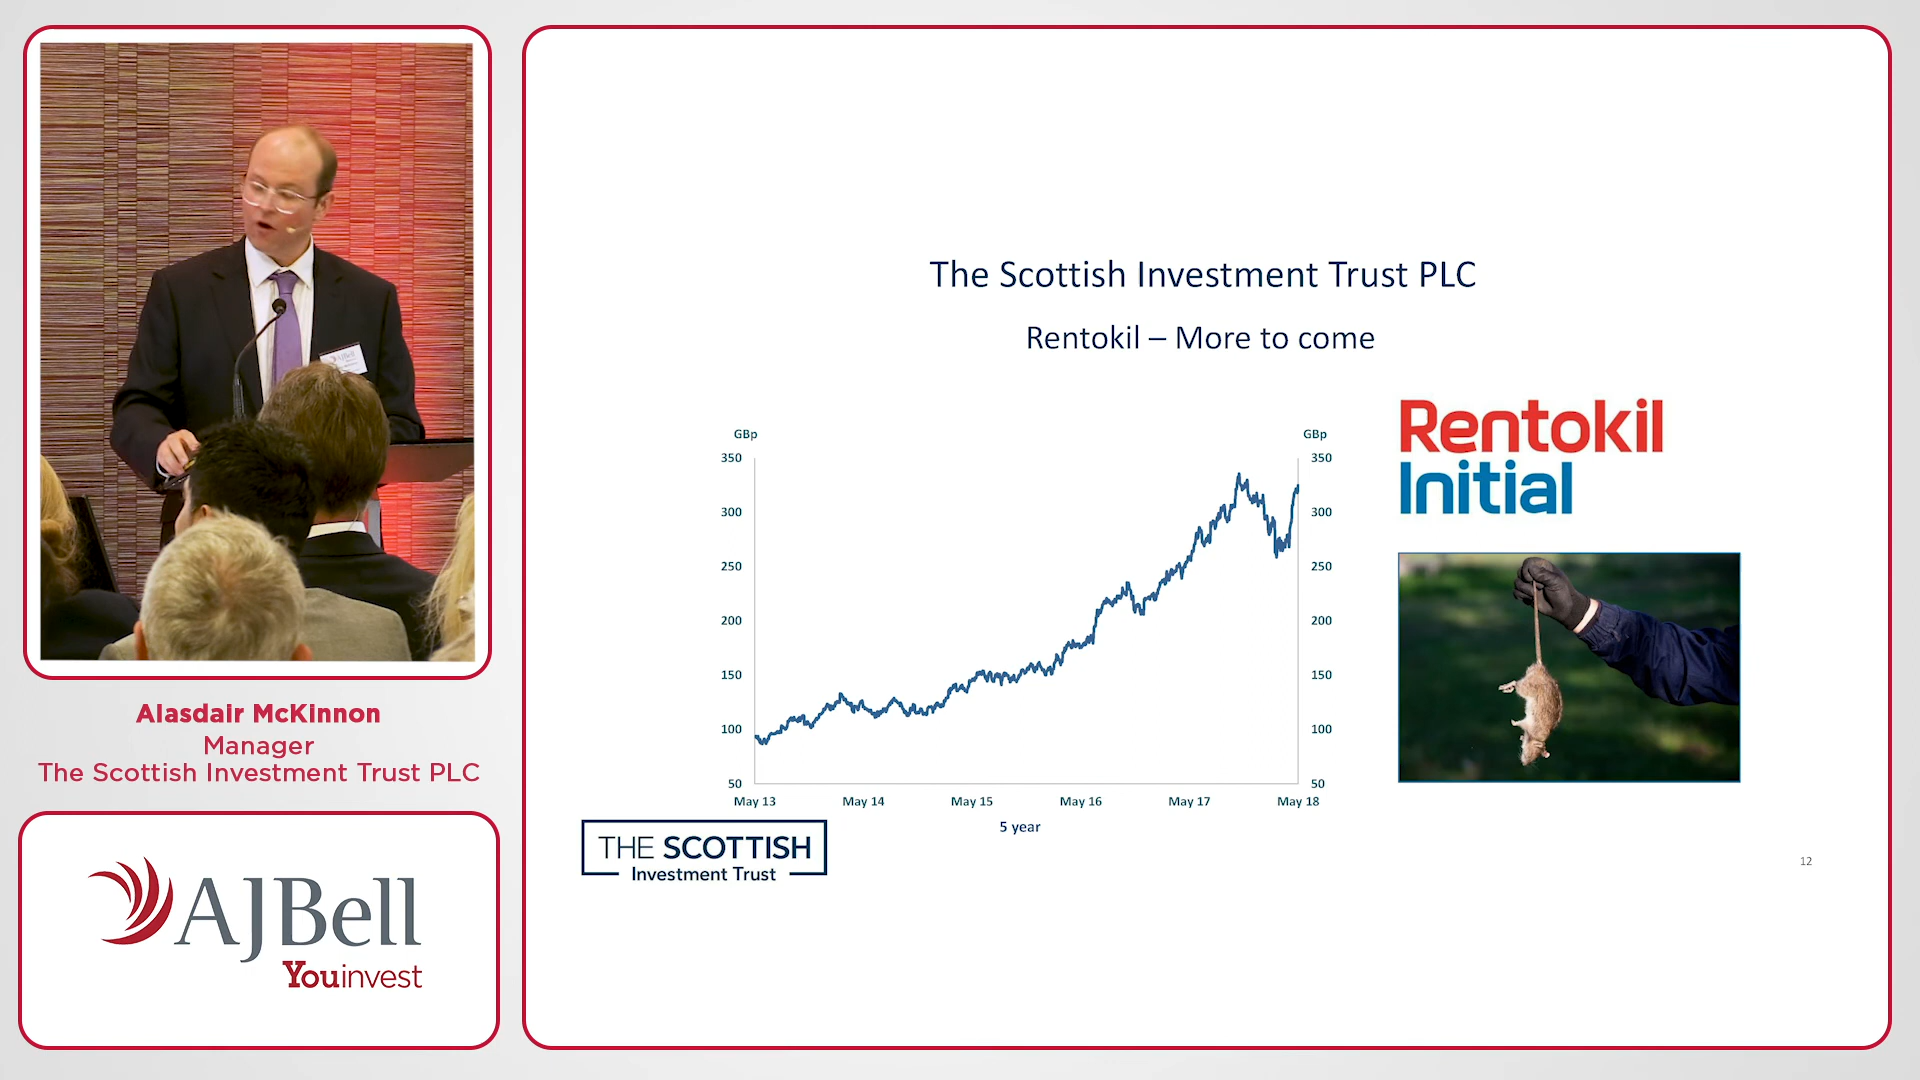 AJBell
Alasdair McKinnon
Manager
The Scottish Investment Trust PLC
AJBell
Youinvest
The Scottish Investment Trust PLC
Rentokil – More to come
GBp
GBp
350
300
250
200
150
100
50
350
300
250
200
150
100
50
May 13
May 14
May 15
May 16
May 17
May 18
5 year
Rentokil
Initial
THE SCOTTISH
Investment Trust
12